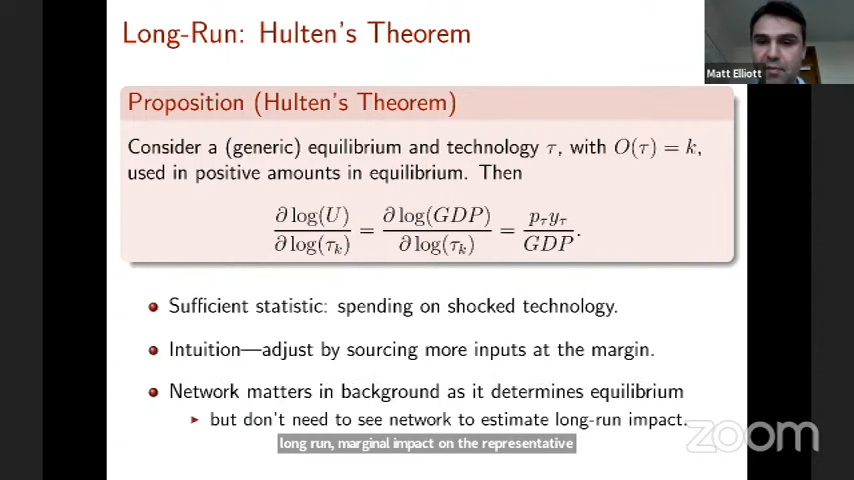 Long-Run: Hulten's Theorem
Matt Elliott
Proposition (Hulten's Theorem)
Consider a (generic) equilibrium and technology τ, with O(τ) = k,
used in positive amounts in equilibrium. Then
∂ log(U) / ∂ log(τ_k) = ∂ log(GDP) / ∂ log(τ_k) = p_τ y_τ / GDP.
Sufficient statistic: spending on shocked technology.
Intuition—adjust by sourcing more inputs at the margin.
Network matters in background as it determines equilibrium
but don't need to see network to estimate long-run impact.
long run, marginal impact on the representative
zoom